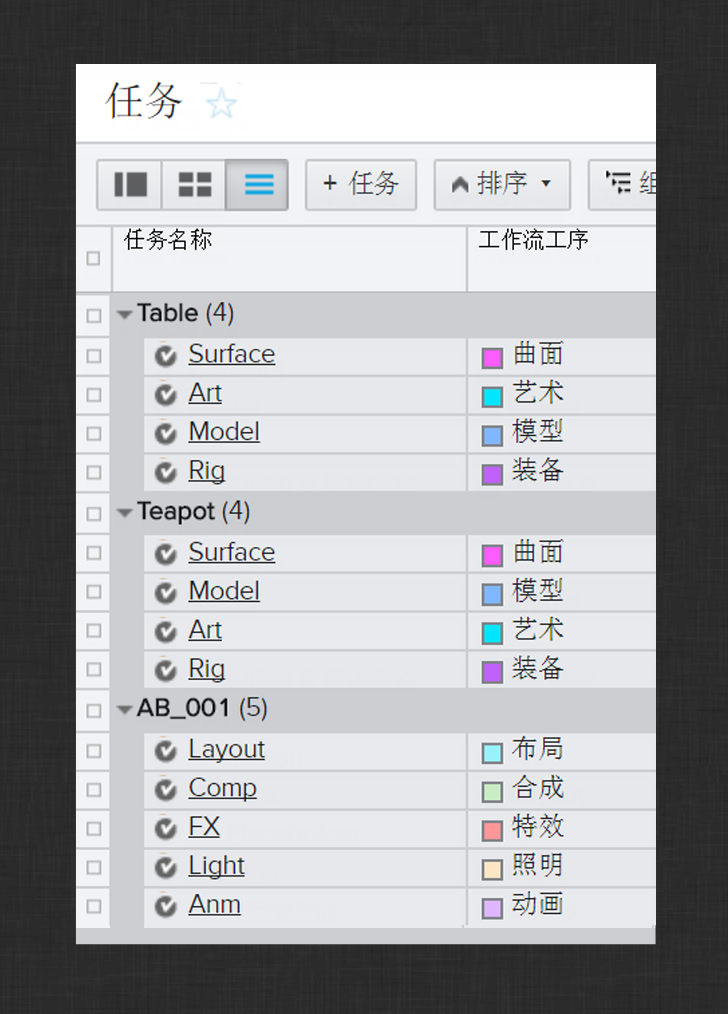 任务
+ 任务 排序 组
任务名称 工作流工序
Table (4)
Surface 曲面
Art 艺术
Model 模型
Rig 装备
Teapot (4)
Surface 曲面
Model 模型
Art 艺术
Rig 装备
AB_001 (5)
Layout 布局
Comp 合成
FX 特效
Light 照明
Anm 动画